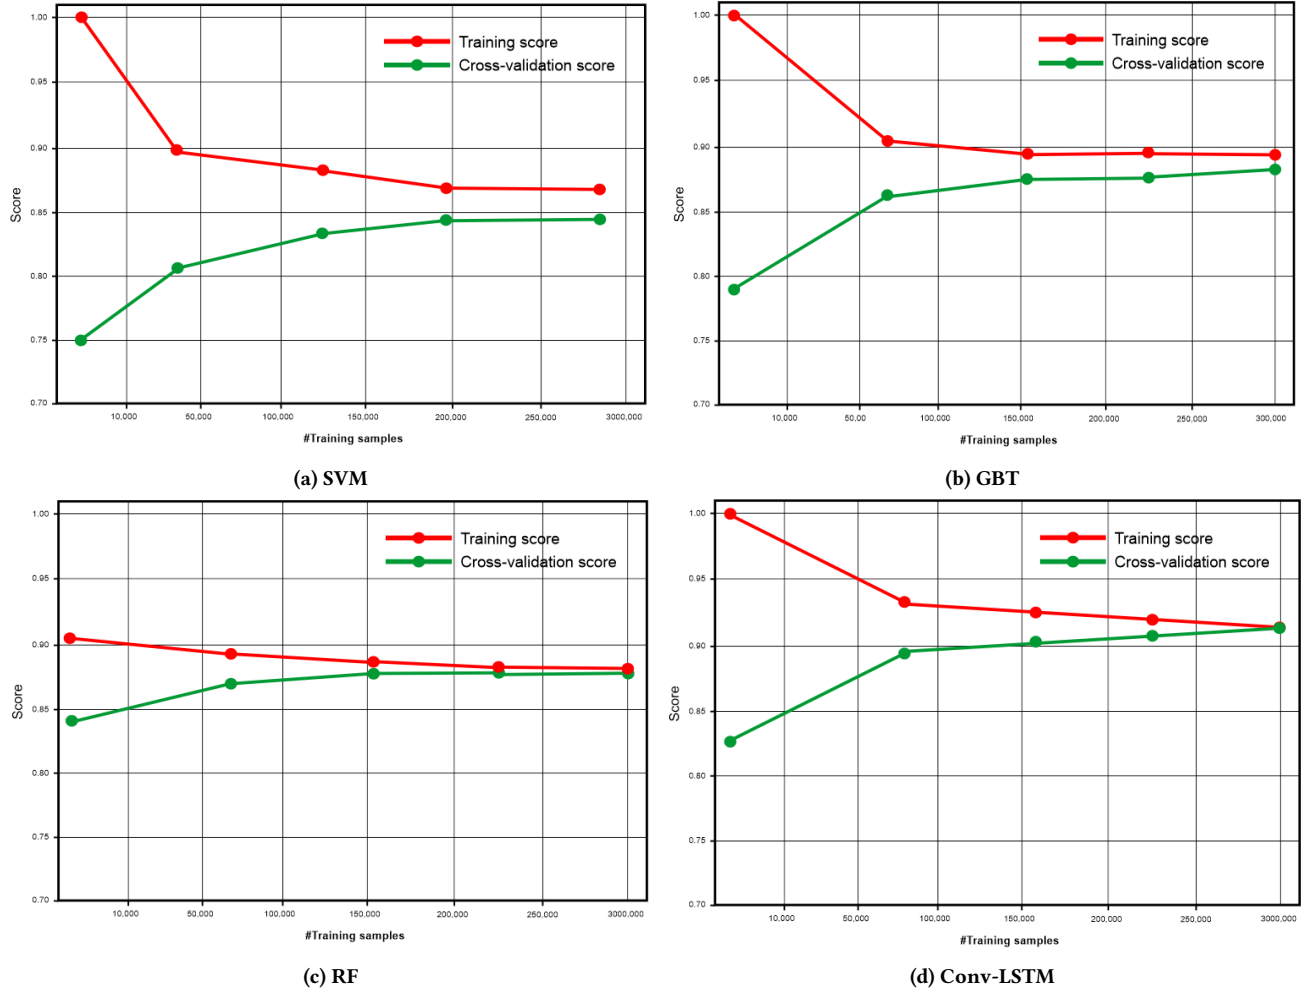 1.00
0.95
0.90
0.85
0.80
0.75
0.70
Score
Training score
Cross-validation score
10,000 50,000 100,000 150,000 200,000 250,000 3000,000
#Training samples
(a) SVM
1.00
0.95
0.90
0.85
0.80
0.75
0.70
Score
Training score
Cross-validation score
10,000 50,00 100,000 150,000 200,000 250,000 300,000
#Training samples
(b) GBT
1.00
0.95
0.90
0.85
0.80
0.75
0.70
Score
Training score
Cross-validation score
10,000 50,000 100,000 150,000 200,000 250,000 3000,000
#Training samples
(c) RF
1.00
0.95
0.90
0.85
0.80
0.75
0.70
Score
Training score
Cross-validation score
10,000 50,000 100,000 150,000 200,000 250,000 3000,000
#Training samples
(d) Conv-LSTM